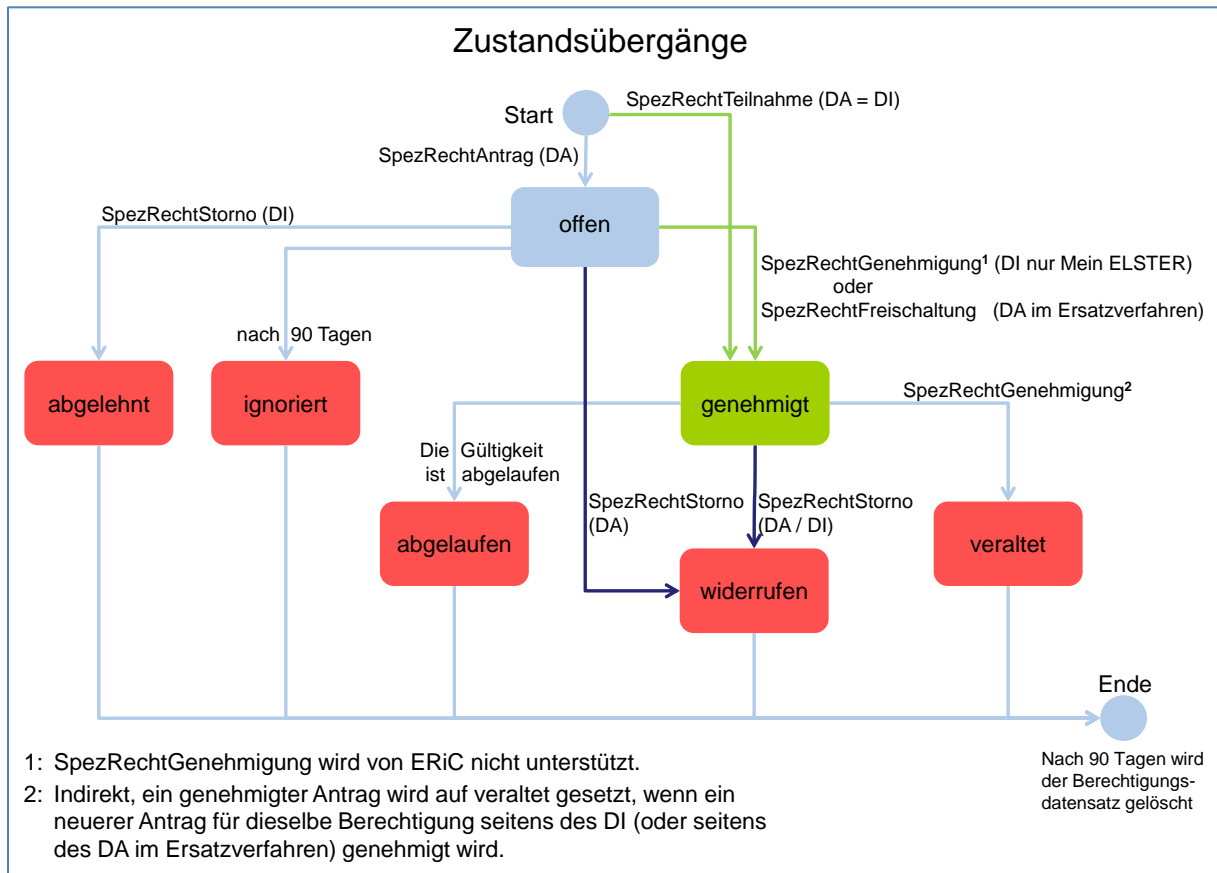 Zustandsübergänge
SpezRechtTeilnahme (DA = DI)
Start
SpezRechtAntrag (DA)
SpezRechtStorno (DI)
offen
SpezRechtGenehmigung¹ (DI nur Mein ELSTER)
oder
SpezRechtFreischaltung (DA im Ersatzverfahren)
nach 90 Tagen
abgelehnt
ignoriert
genehmigt
SpezRechtGenehmigung²
Die Gültigkeit
ist abgelaufen
SpezRechtStorno
(DA)
SpezRechtStorno
(DA / DI)
abgelaufen
widerrufen
veraltet
Ende
Nach 90 Tagen wird
der Berechtigungs-
datensatz gelöscht
1: SpezRechtGenehmigung wird von ERiC nicht unterstützt.
2: Indirekt, ein genehmigter Antrag wird auf veraltet gesetzt, wenn ein
neuerer Antrag für dieselbe Berechtigung seitens des DI (oder seitens
des DA im Ersatzverfahren) genehmigt wird.